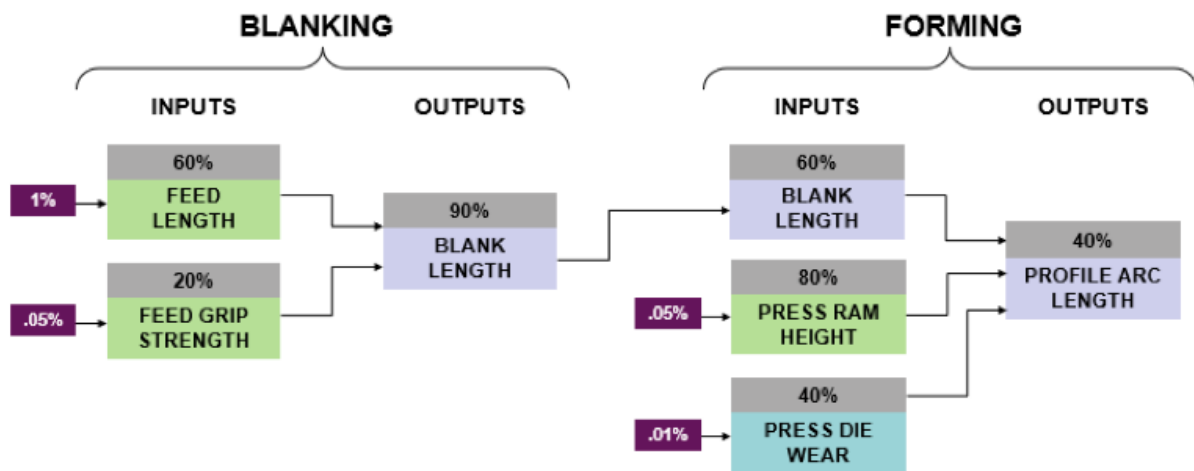 BLANKING
FORMING
INPUTS
OUTPUTS
INPUTS
OUTPUTS
60%
FEED
LENGTH
1%
20%
FEED GRIP
STRENGTH
.05%
90%
BLANK
LENGTH
60%
BLANK
LENGTH
80%
PRESS RAM
HEIGHT
.05%
40%
PRESS DIE
WEAR
.01%
40%
PROFILE ARC
LENGTH